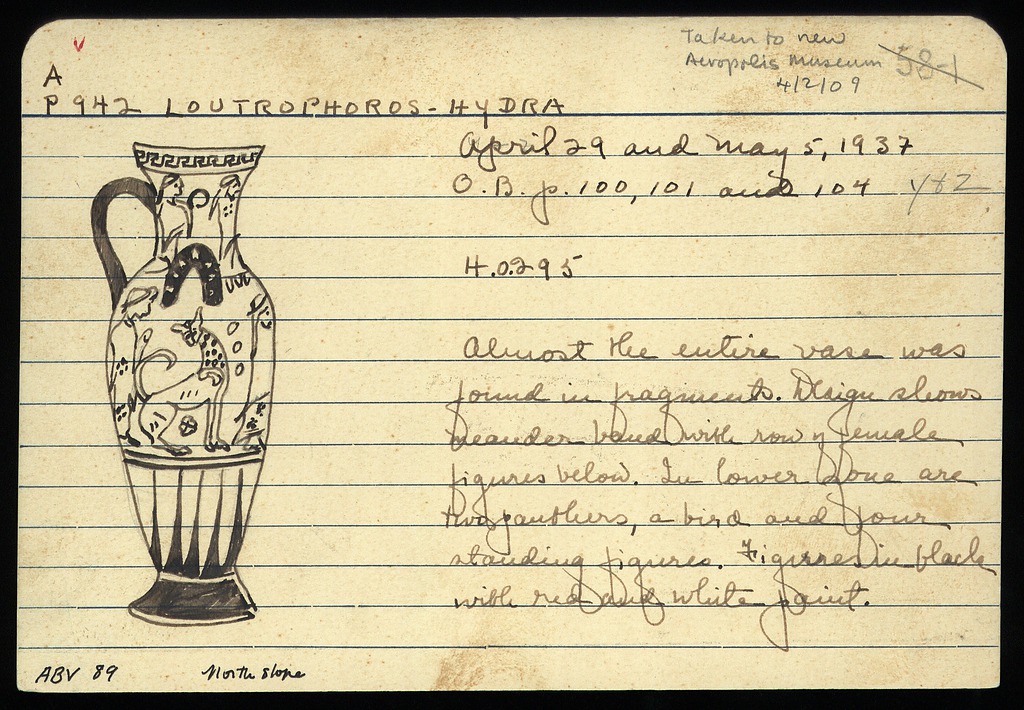 Taken to new
Acropolis Museum 58-1
4/2/09
A
P 942 LOUTROPHOROS-HYDRA
April 29 and May 5, 1937
O.B. p. 100, 101 and 104
H.0.295
Almost the entire vase was
found in fragments. Design shows
meander band with row of female
figures below. In lower zone are
two panthers, a bird and four
standing figures. Figures in black
with red and white paint.
ABV 89 North slope